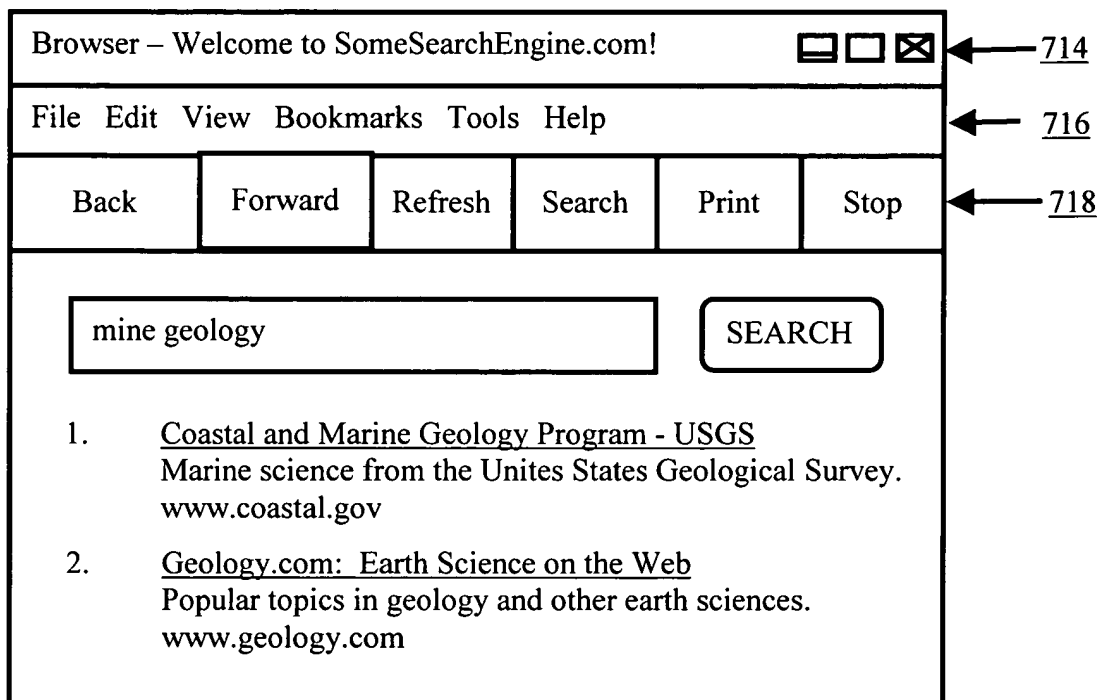 Browser – Welcome to SomeSearchEngine.com! 714
File Edit View Bookmarks Tools Help 716
Back Forward Refresh Search Print Stop 718
mine geology SEARCH
1. Coastal and Marine Geology Program - USGS
Marine science from the Unites States Geological Survey.
www.coastal.gov
2. Geology.com: Earth Science on the Web
Popular topics in geology and other earth sciences.
www.geology.com